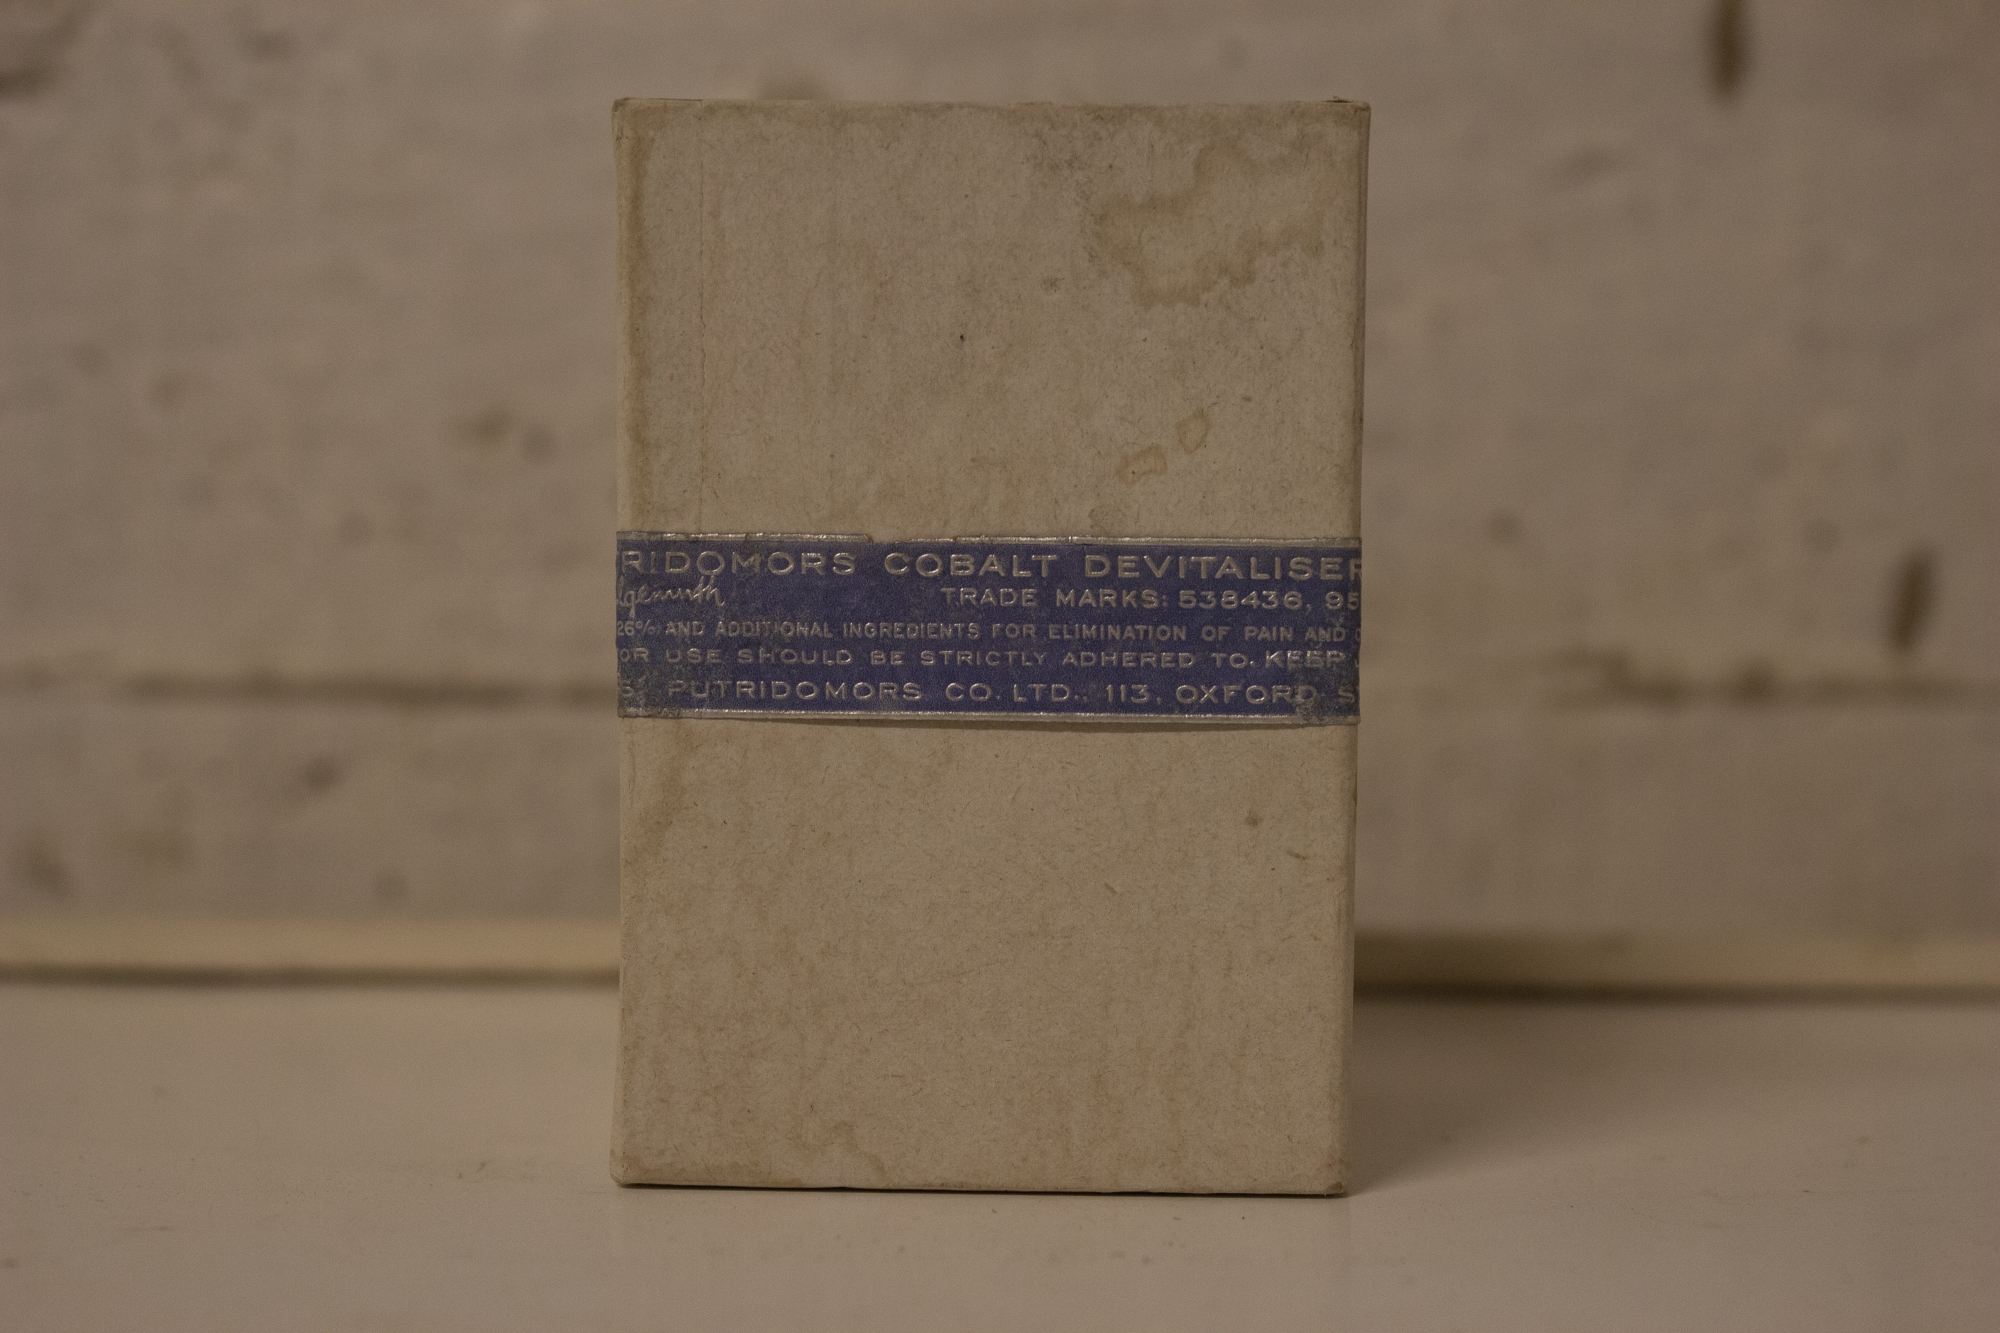 RIDOMORS COBALT DEVITALISER
lgemuth TRADE MARKS: 538436, 95
26% AND ADDITIONAL INGREDIENTS FOR ELIMINATION OF PAIN AND
OR USE SHOULD BE STRICTLY ADHERED TO. KEEP
S. PUTRIDOMORS CO. LTD., 113, OXFORD S